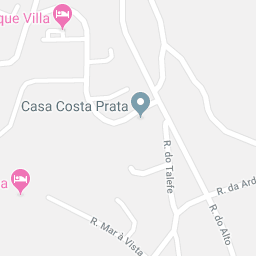 que Villa
Casa Costa Prata
R. do Talefe
R. da Ard
R. do Alto
a
R. Mar à Vista